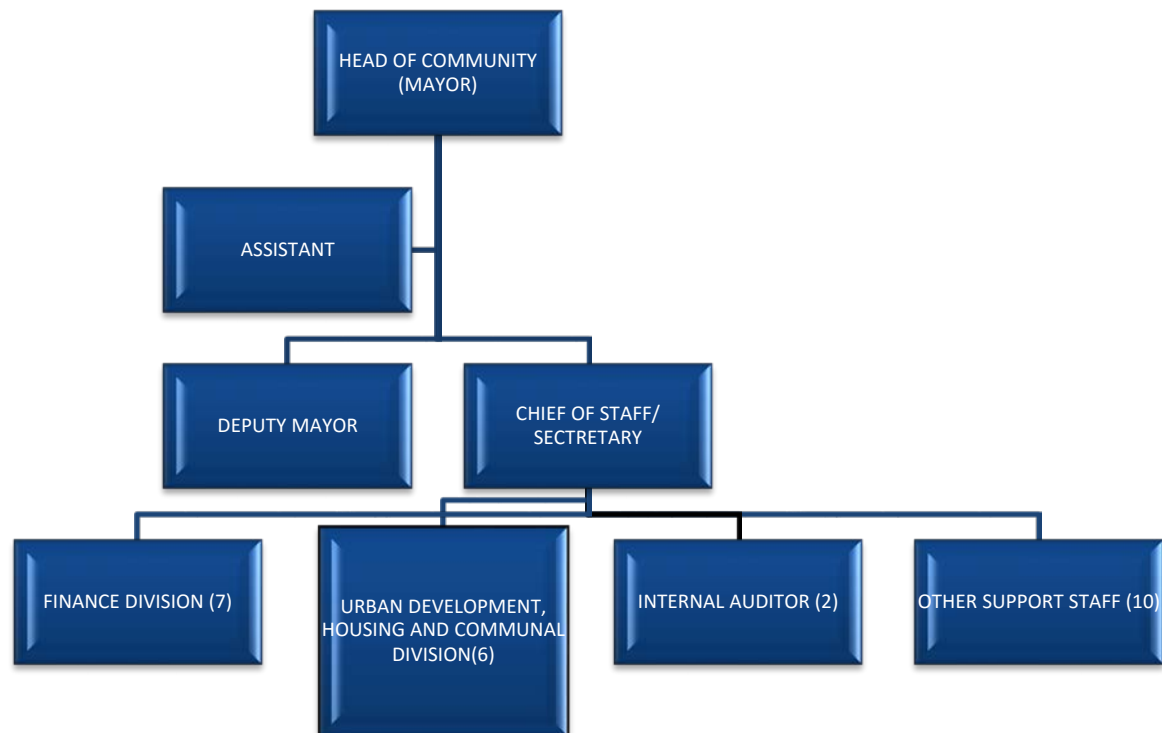 HEAD OF COMMUNITY
(MAYOR)
ASSISTANT
DEPUTY MAYOR
CHIEF OF STAFF/
SECTRETARY
FINANCE DIVISION (7)
URBAN DEVELOPMENT,
HOUSING AND COMMUNAL
DIVISION(6)
INTERNAL AUDITOR (2)
OTHER SUPPORT STAFF (10)